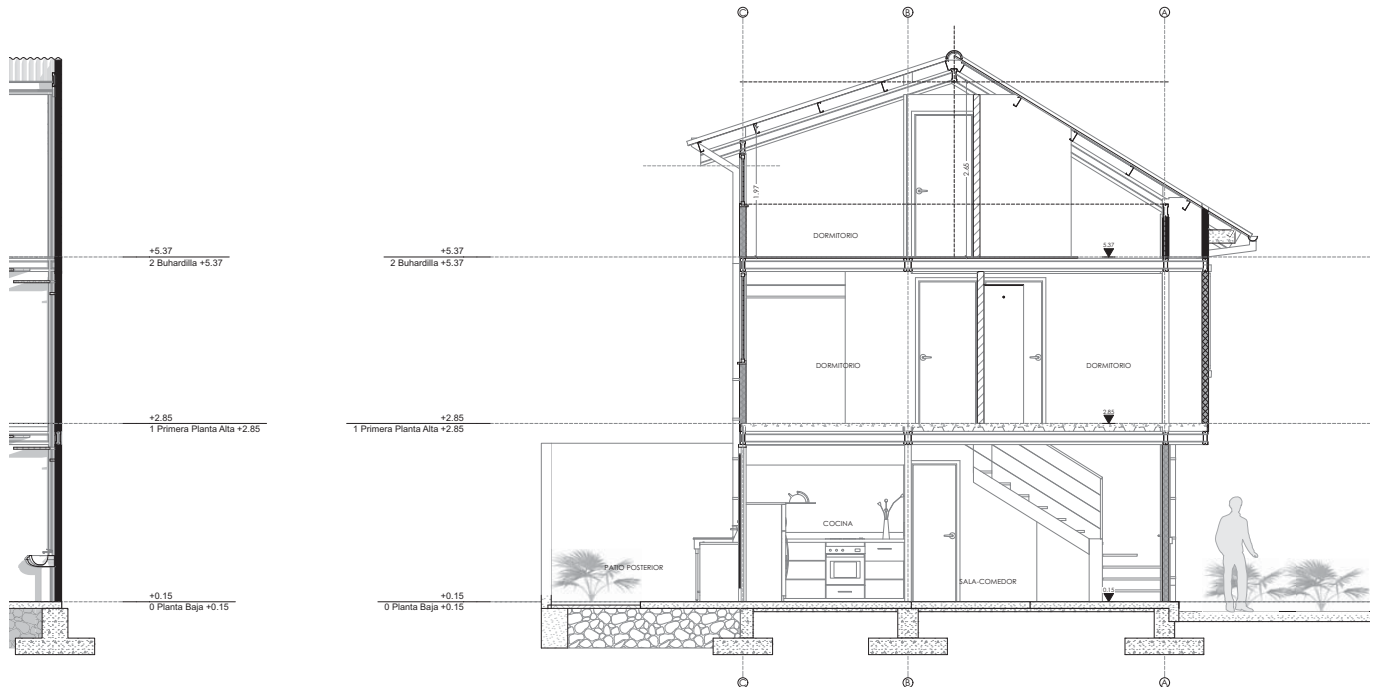 C
B
A
2.65
1.97
DORMITORIO
+5.37
2 Buhardilla +5.37
+5.37
2 Buhardilla +5.37
5.37
DORMITORIO
DORMITORIO
+2.85
1 Primera Planta Alta +2.85
+2.85
1 Primera Planta Alta +2.85
2.85
COCINA
PATIO POSTERIOR
SALA-COMEDOR
+0.15
0 Planta Baja +0.15
+0.15
0 Planta Baja +0.15
0.15
C
B
A